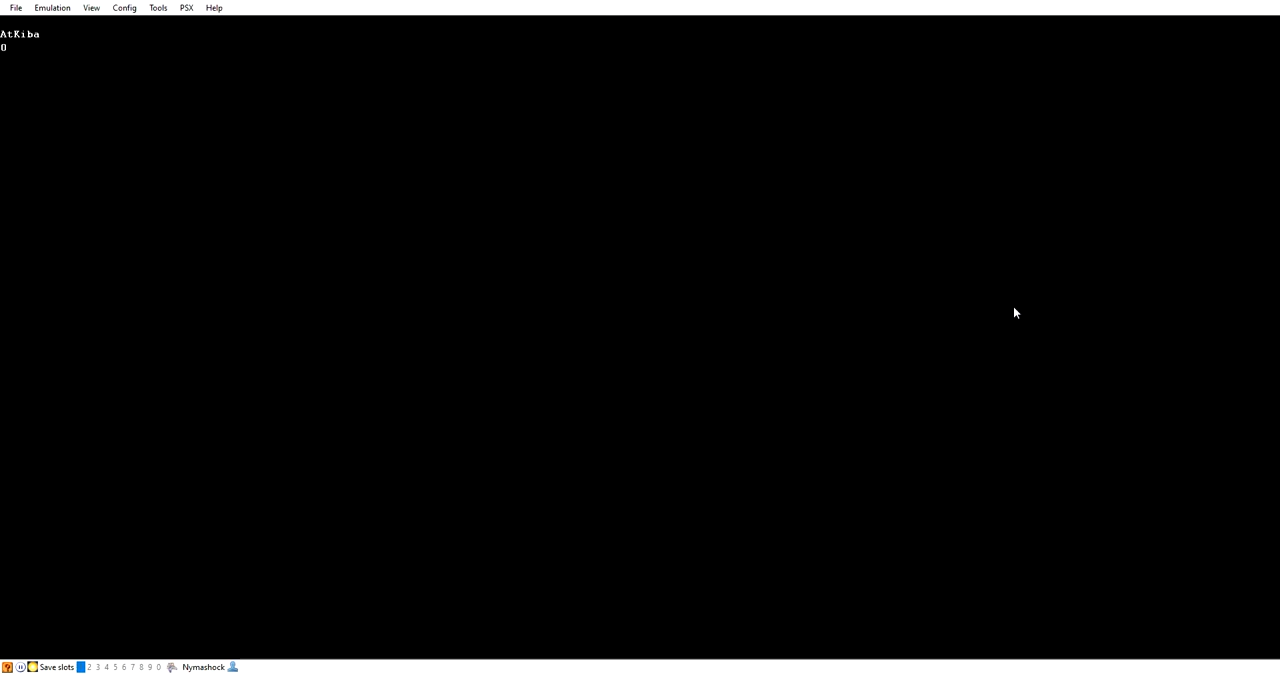 File Emulation View Config Tools PSX Help
AtKiba
0
Save slots 2 3 4 5 6 7 8 9 0 Nymashock